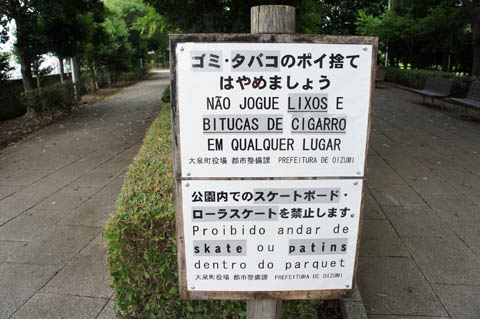 ゴミ・タバコのポイ捨て
はやめましょう
NÃO JOGUE LIXOS E
BITUCAS DE CIGARRO
EM QUALQUER LUGAR
大泉町役場 都市整備課 PREFEITURA DE OIZUMI
公園内でのスケートボード・
ローラスケートを禁止します。
Proibido andar de
skate ou patins
dentro do parquet
大泉町役場 都市整備課 PREFEITURA DE OIZUMI